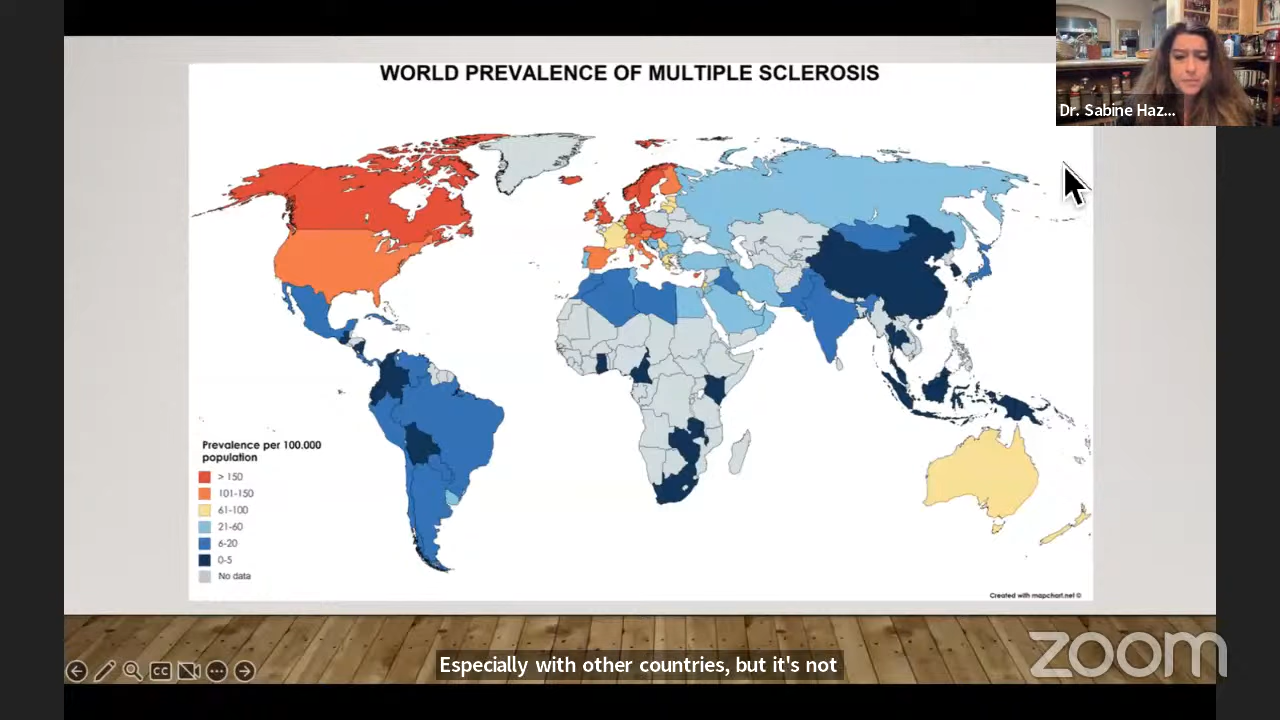 WORLD PREVALENCE OF MULTIPLE SCLEROSIS
Dr. Sabine Haz...
Prevalence per 100.000
population
> 150
101-150
61-100
21-60
6-20
0-5
No data
Created with mapchart.net ©
CC
Especially with other countries, but it's not
zoom